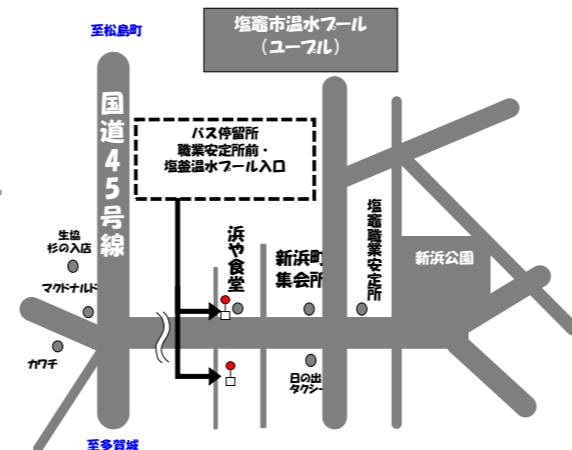 至松島町
塩竈市温水プール
（ユープル）
国道45号線
バス停留所
職業安定所前・
塩釜温水プール入口
生協
杉の入店
マクドナルド
カワチ
浜や食堂
新浜町
集会所
塩竈職業安定所
新浜公園
日の出
タクシー
至多賀城